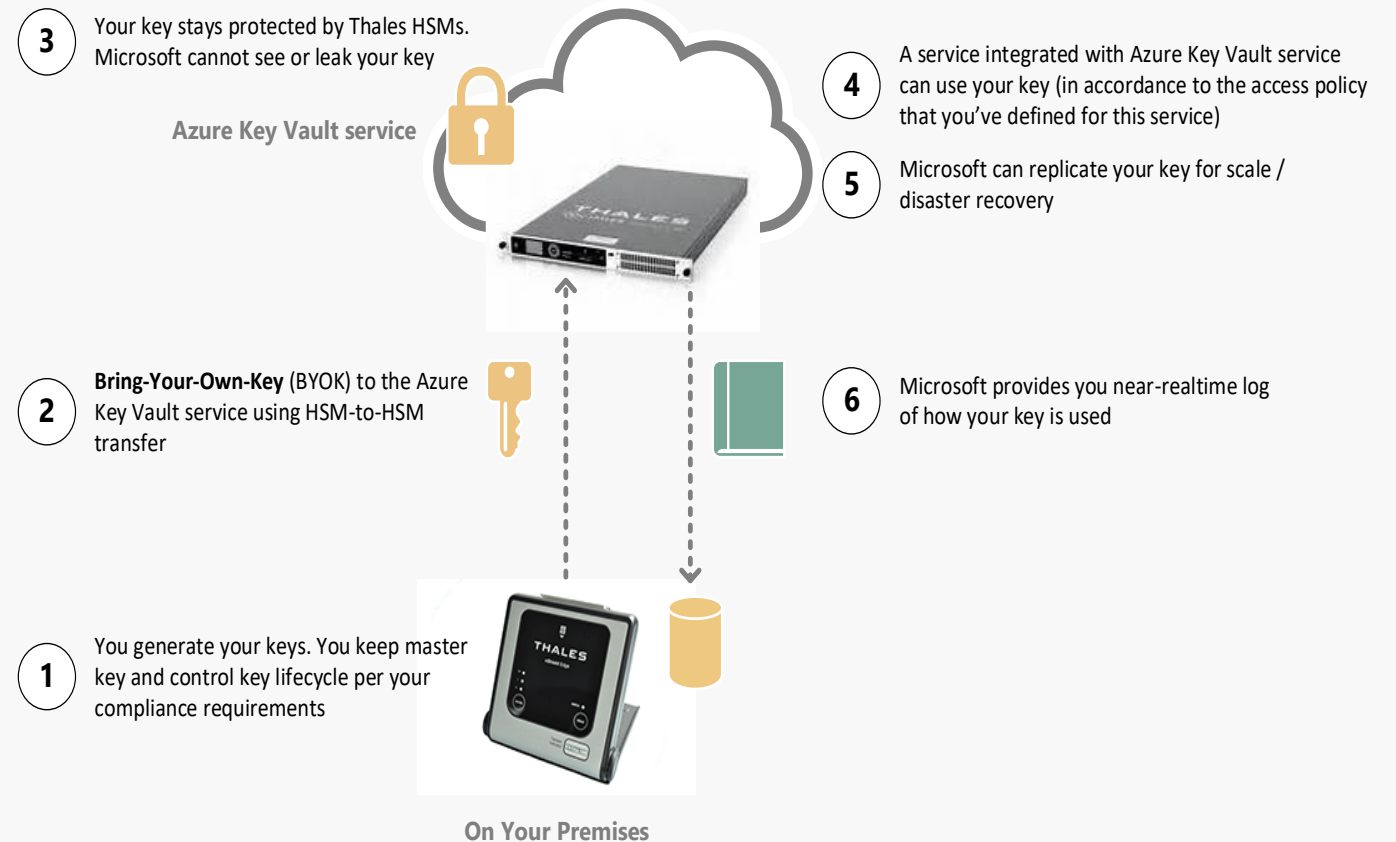 3
Your key stays protected by Thales HSMs.
Microsoft cannot see or leak your key
Azure Key Vault service
4
A service integrated with Azure Key Vault service
can use your key (in accordance to the access policy
that you’ve defined for this service)
5
Microsoft can replicate your key for scale /
disaster recovery
THALES
2
Bring-Your-Own-Key (BYOK) to the Azure
Key Vault service using HSM-to-HSM
transfer
6
Microsoft provides you near-realtime log
of how your key is used
1
You generate your keys. You keep master
key and control key lifecycle per your
compliance requirements
THALES
nShield Edge
On Your Premises